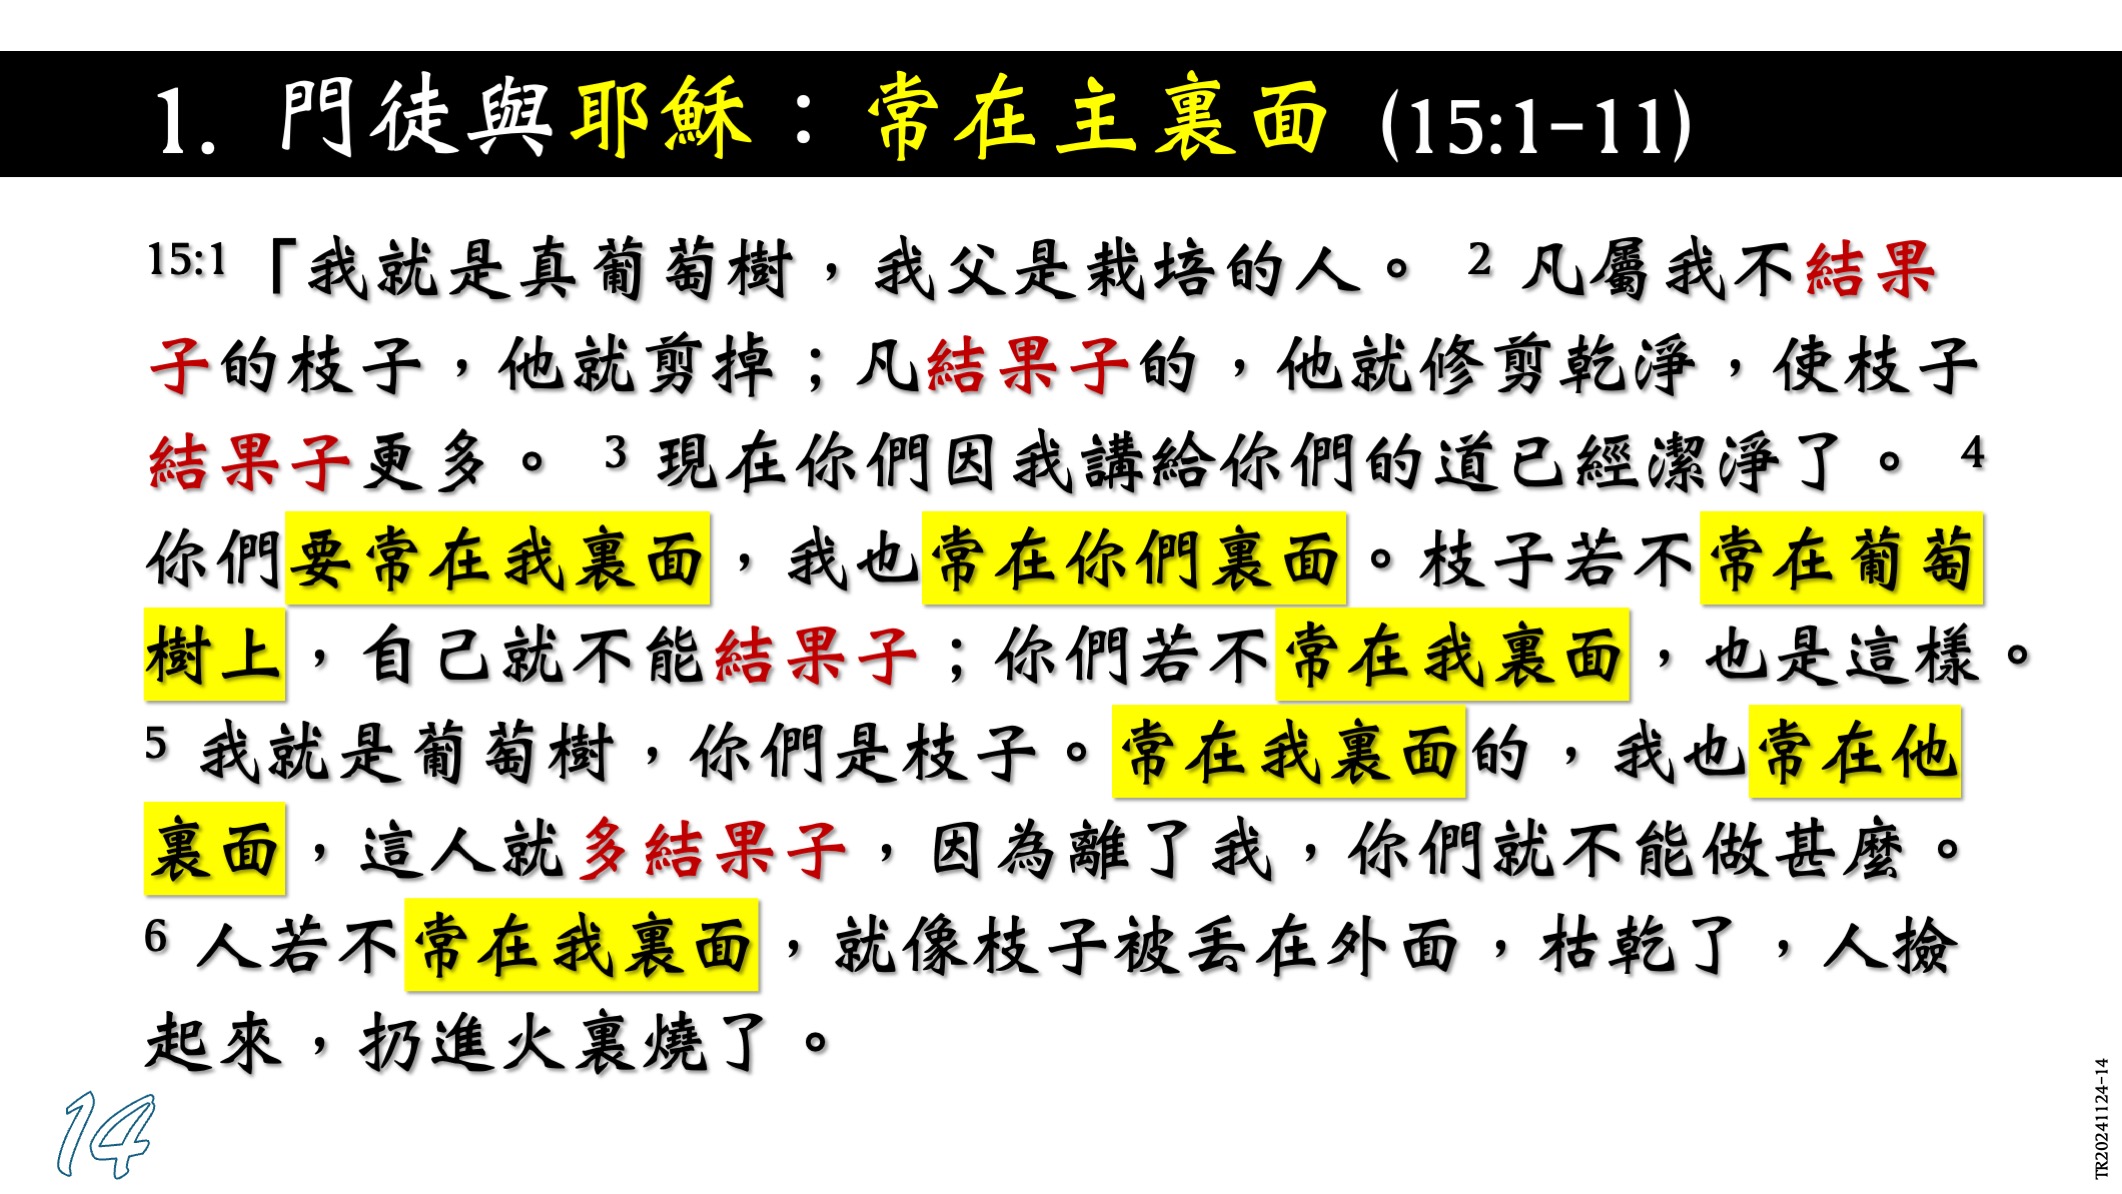 1. 門徒與耶穌：常在主裏面 (15:1-11)
15:1「我就是真葡萄樹，我父是栽培的人。 2 凡屬我不結果
子的枝子，他就剪掉；凡結果子的，他就修剪乾淨，使枝子
結果子更多。 3 現在你們因我講給你們的道已經潔淨了。 4
你們要常在我裏面，我也常在你們裏面。枝子若不常在葡萄
樹上，自己就不能結果子；你們若不常在我裏面，也是這樣。
5 我就是葡萄樹，你們是枝子。常在我裏面的，我也常在他
裏面，這人就多結果子，因為離了我，你們就不能做甚麼。
6 人若不常在我裏面，就像枝子被丟在外面，枯乾了，人撿
起來，扔進火裏燒了。
14
TR20241124-14